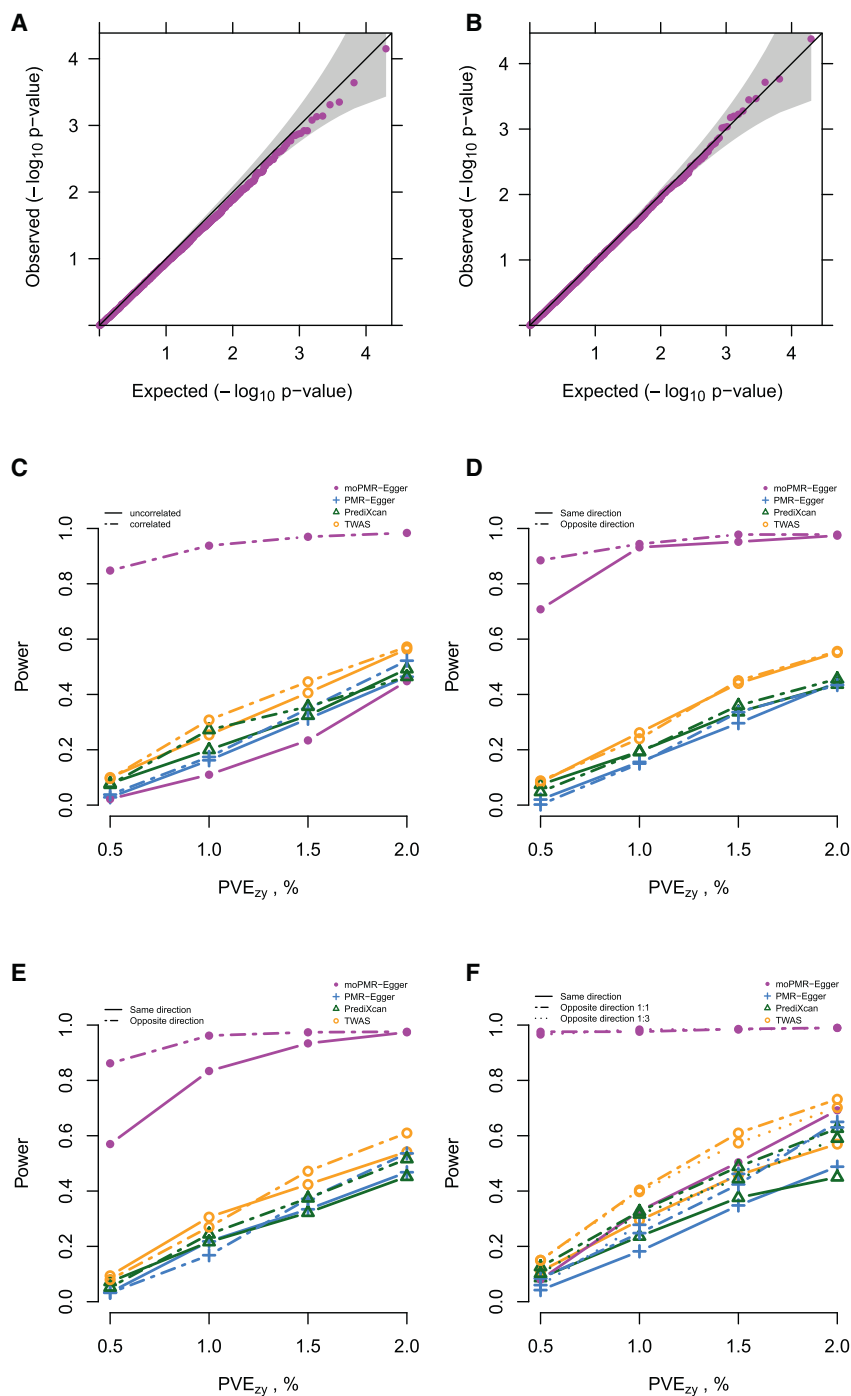 A
Observed (− log10 p−value)
4
3
2
1
1 2 3 4
Expected (− log10 p−value)
B
Observed (− log10 p−value)
4
3
2
1
1 2 3 4
Expected (− log10 p−value)
C
uncorrelated
correlated
moPMR−Egger
PMR−Egger
PrediXcan
TWAS
Power
1.0
0.8
0.6
0.4
0.2
0.0
0.5 1.0 1.5 2.0
PVEzy , %
D
Same direction
Opposite direction
moPMR−Egger
PMR−Egger
PrediXcan
TWAS
Power
1.0
0.8
0.6
0.4
0.2
0.0
0.5 1.0 1.5 2.0
PVEzy , %
E
Same direction
Opposite direction
moPMR−Egger
PMR−Egger
PrediXcan
TWAS
Power
1.0
0.8
0.6
0.4
0.2
0.0
0.5 1.0 1.5 2.0
PVEzy , %
F
Same direction
Opposite direction 1:1
Opposite direction 1:3
moPMR−Egger
PMR−Egger
PrediXcan
TWAS
Power
1.0
0.8
0.6
0.4
0.2
0.0
0.5 1.0 1.5 2.0
PVEzy , %